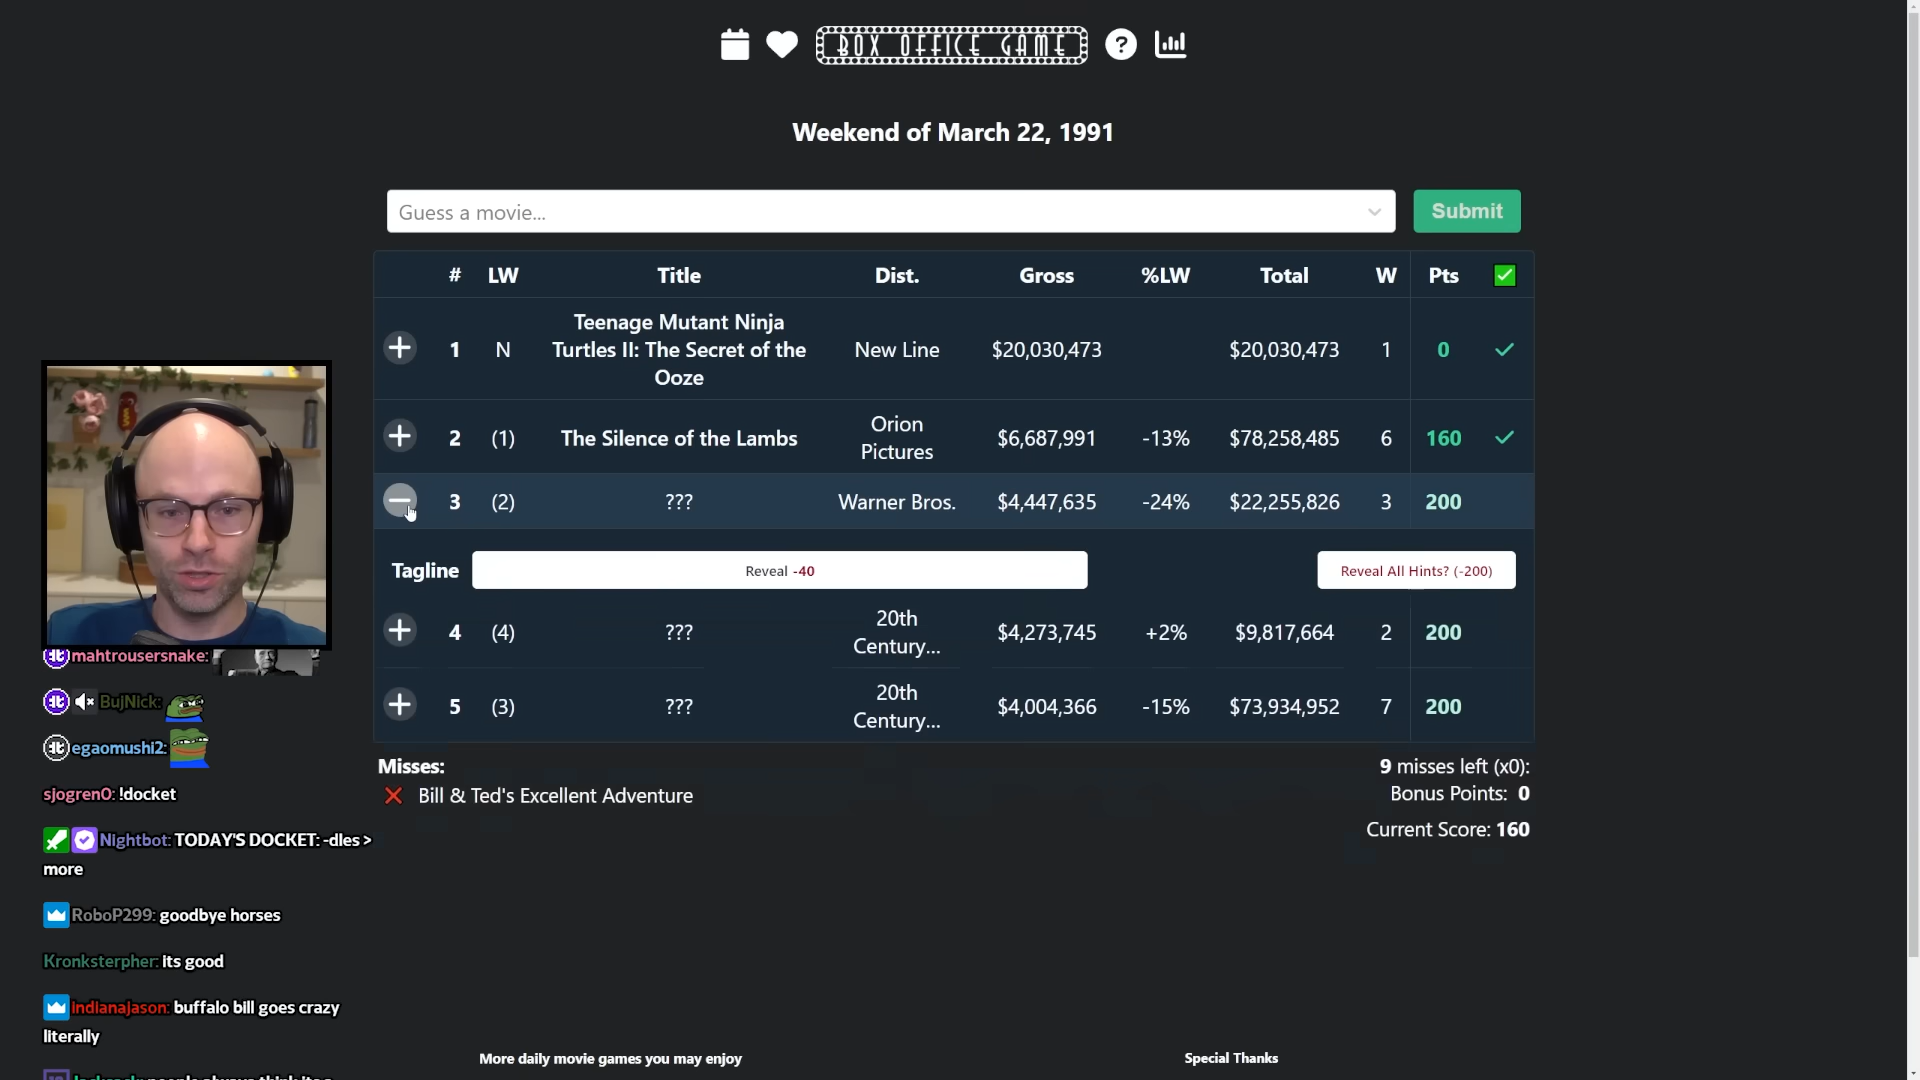 BOX OFFICE GAME
Weekend of March 22, 1991
Guess a movie...
Submit
# LW Title Dist. Gross %LW Total W Pts
1 N Teenage Mutant Ninja Turtles II: The Secret of the Ooze New Line $20,030,473 $20,030,473 1 0
2 (1) The Silence of the Lambs Orion Pictures $6,687,991 -13% $78,258,485 6 160
3 (2) ??? Warner Bros. $4,447,635 -24% $22,255,826 3 200
Tagline Reveal -40 Reveal All Hints? (-200)
4 (4) ??? 20th Century... $4,273,745 +2% $9,817,664 2 200
5 (3) ??? 20th Century... $4,004,366 -15% $73,934,952 7 200
Misses:
Bill & Ted's Excellent Adventure
9 misses left (x0):
Bonus Points: 0
Current Score: 160
mahtrousersnake:
BujNick:
egaomushi2:
sjogren0: !docket
Nightbot: TODAY'S DOCKET: -dles >
more
RoboP299: goodbye horses
Kronksterpher: its good
indianajason: buffalo bill goes crazy
literally
More daily movie games you may enjoy
Special Thanks